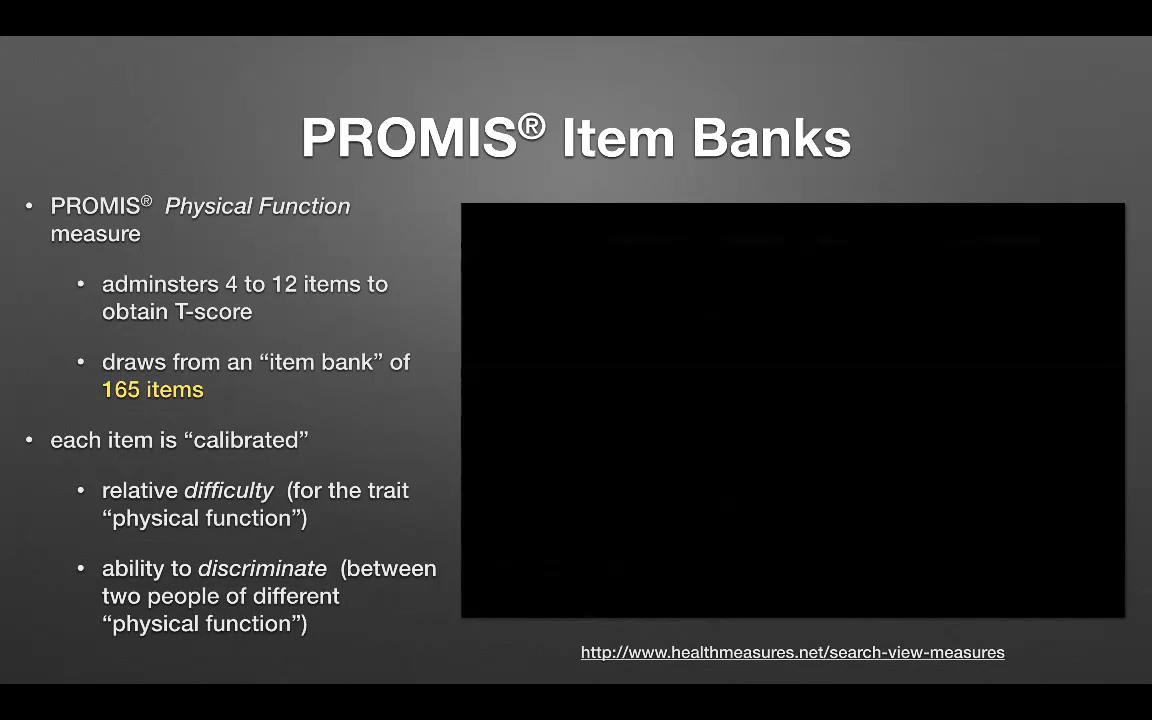 PROMIS® Item Banks
• PROMIS® Physical Function
measure
• adminsters 4 to 12 items to
obtain T-score
• draws from an “item bank” of
165 items
• each item is “calibrated”
• relative difficulty (for the trait
“physical function”)
• ability to discriminate (between
two people of different
“physical function”)
http://www.healthmeasures.net/search-view-measures